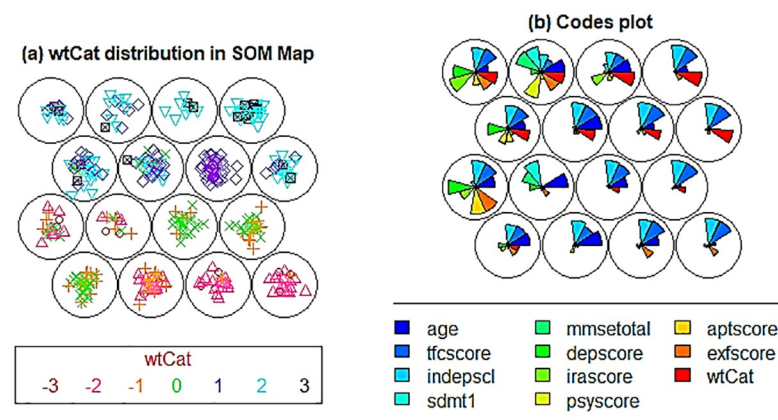 (a) wtCat distribution in SOM Map
wtCat
-3 -2 -1 0 1 2 3
(b) Codes plot
age
tfcscore
indepscl
sdmt1
mmsetotal
depscore
irascore
psyscore
aptscore
exfscore
wtCat